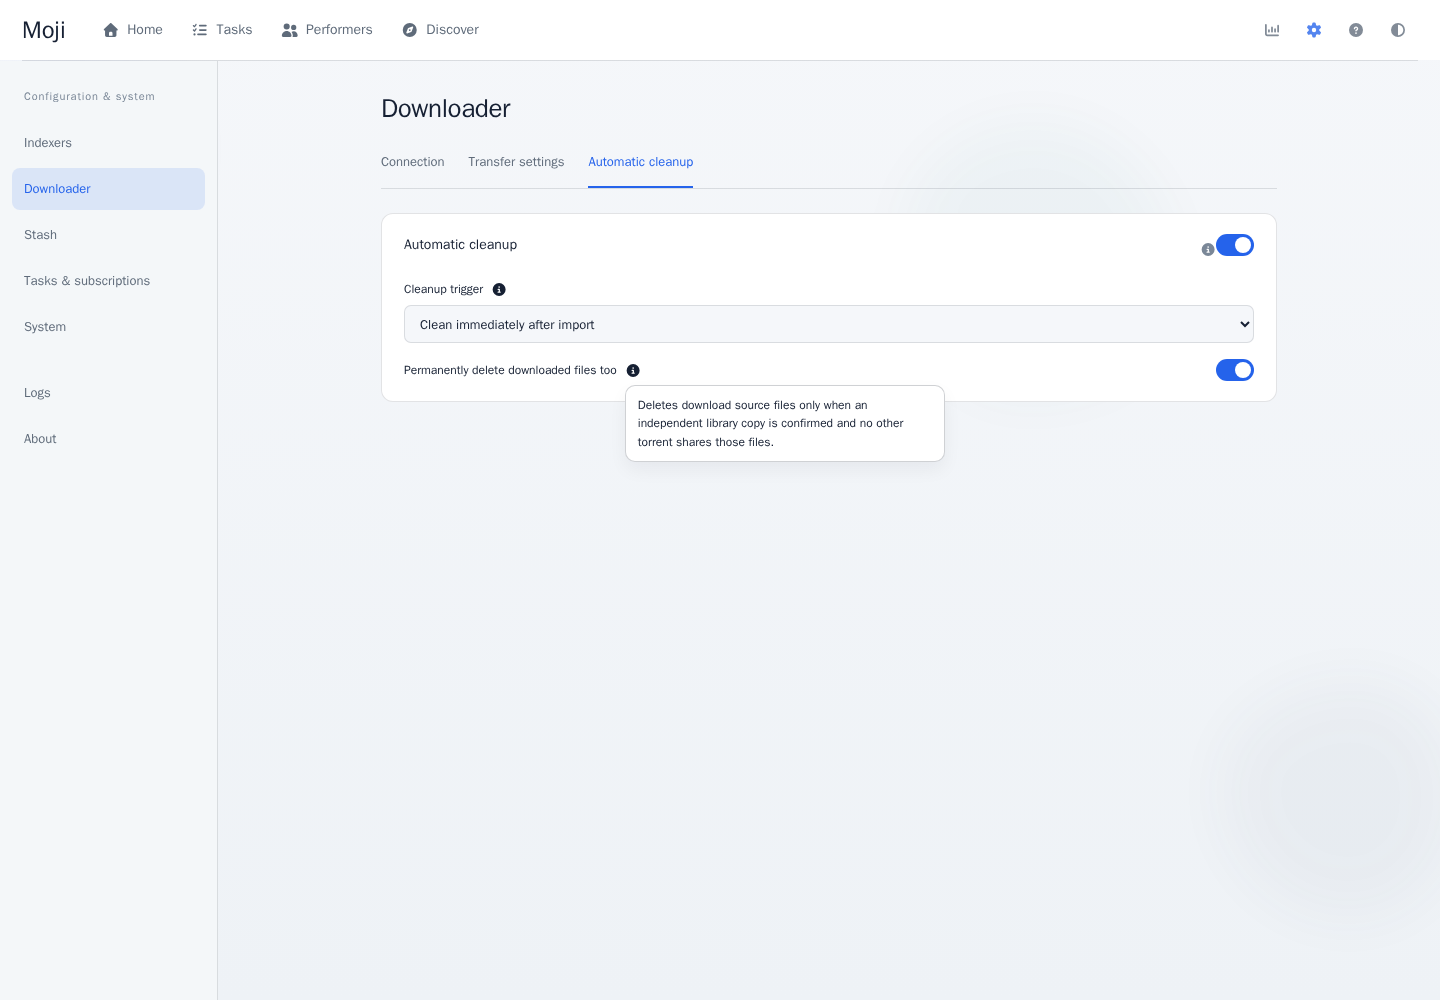 Moji
Home
Tasks
Performers
Discover
Configuration & system
Indexers
Downloader
Stash
Tasks & subscriptions
System
Logs
About
Downloader
Connection
Transfer settings
Automatic cleanup
Automatic cleanup
Cleanup trigger
Clean immediately after import
Permanently delete downloaded files too
Deletes download source files only when an
independent library copy is confirmed and no other
torrent shares those files.